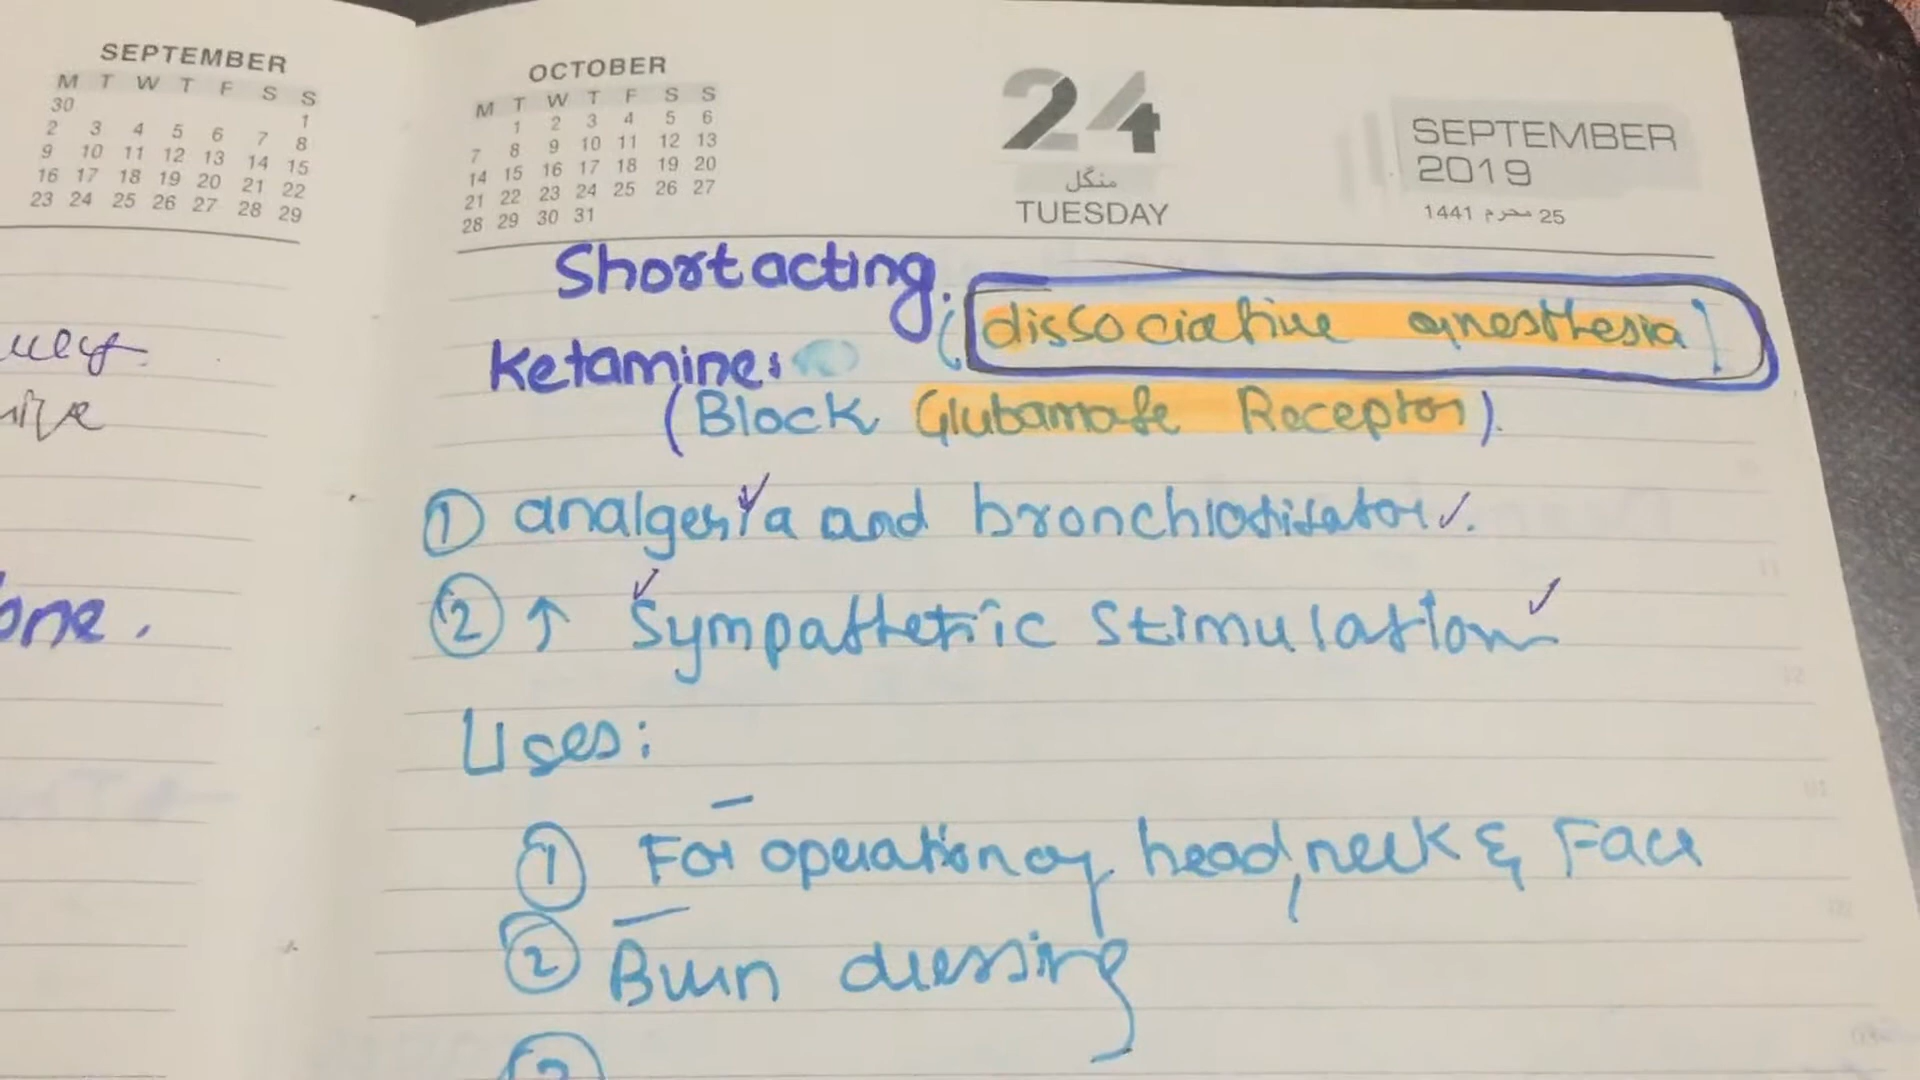 SEPTEMBER
M T W T F S S
30 1
2 3 4 5 6 7 8
9 10 11 12 13 14 15
16 17 18 19 20 21 22
23 24 25 26 27 28 29
one.
OCTOBER
M T W T F S S
1 2 3 4 5 6
7 8 9 10 11 12 13
14 15 16 17 18 19 20
21 22 23 24 25 26 27
28 29 30 31
24
منگل
TUESDAY
SEPTEMBER
2019
25 محرم 1441
Short acting.
Ketamine: (dissociative anesthesia)
(Block Glutamate Receptor).
① analgesia and bronchiodilator.
② ↑ Sympathetic stimulation
Uses:
① For operation of head, neck & Face
② Burn dressing